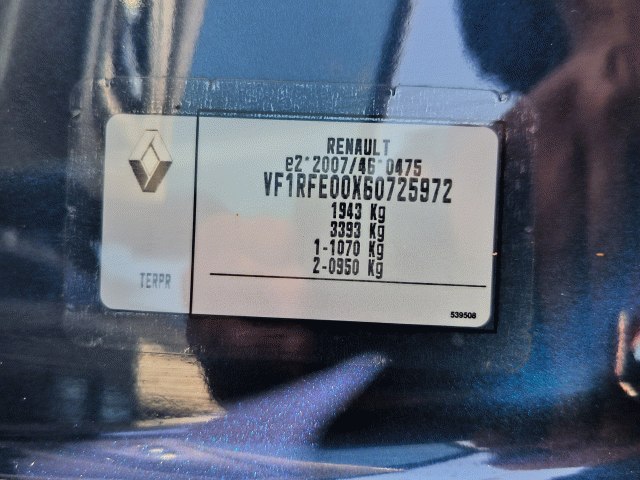 RENAULT
e2*2007/46*0475
VF1RFE00X60725972
1943 Kg
3393 Kg
1-1070 Kg
2-0950 Kg
TERPR
539508